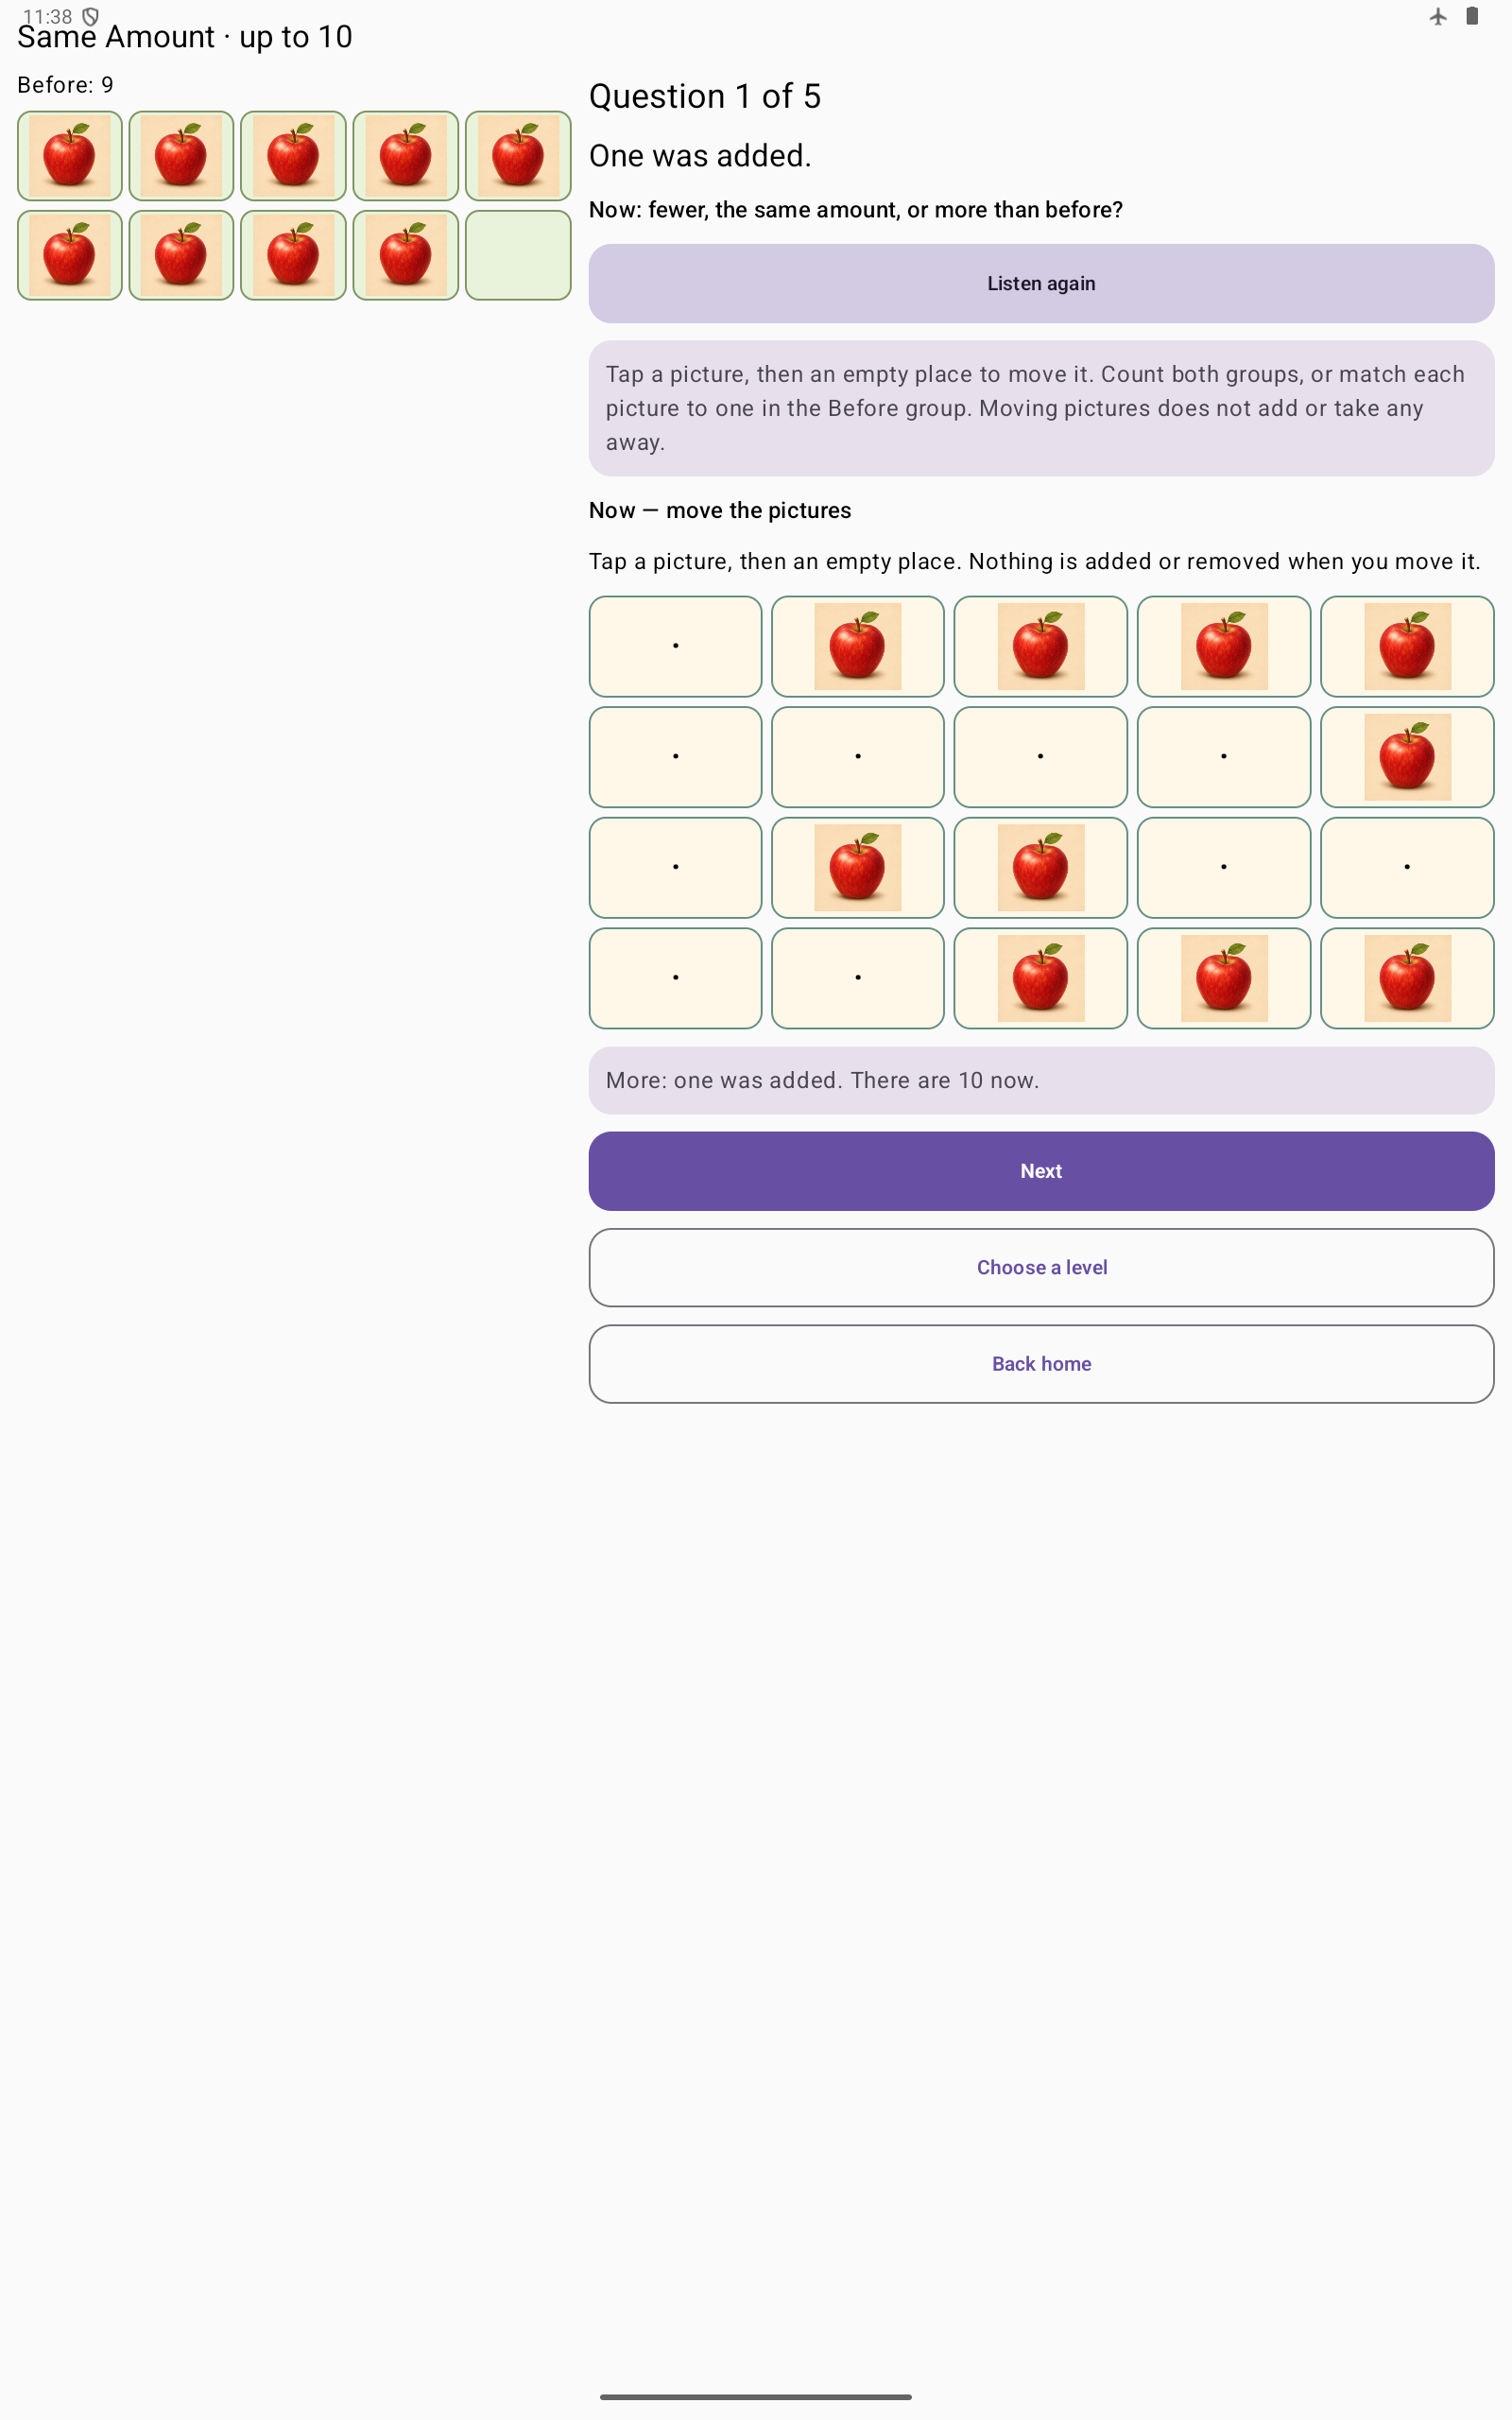 11:38
Same Amount · up to 10
Before: 9
Question 1 of 5
One was added.
Now: fewer, the same amount, or more than before?
Listen again
Tap a picture, then an empty place to move it. Count both groups, or match each
picture to one in the Before group. Moving pictures does not add or take any
away.
Now — move the pictures
Tap a picture, then an empty place. Nothing is added or removed when you move it.
More: one was added. There are 10 now.
Next
Choose a level
Back home